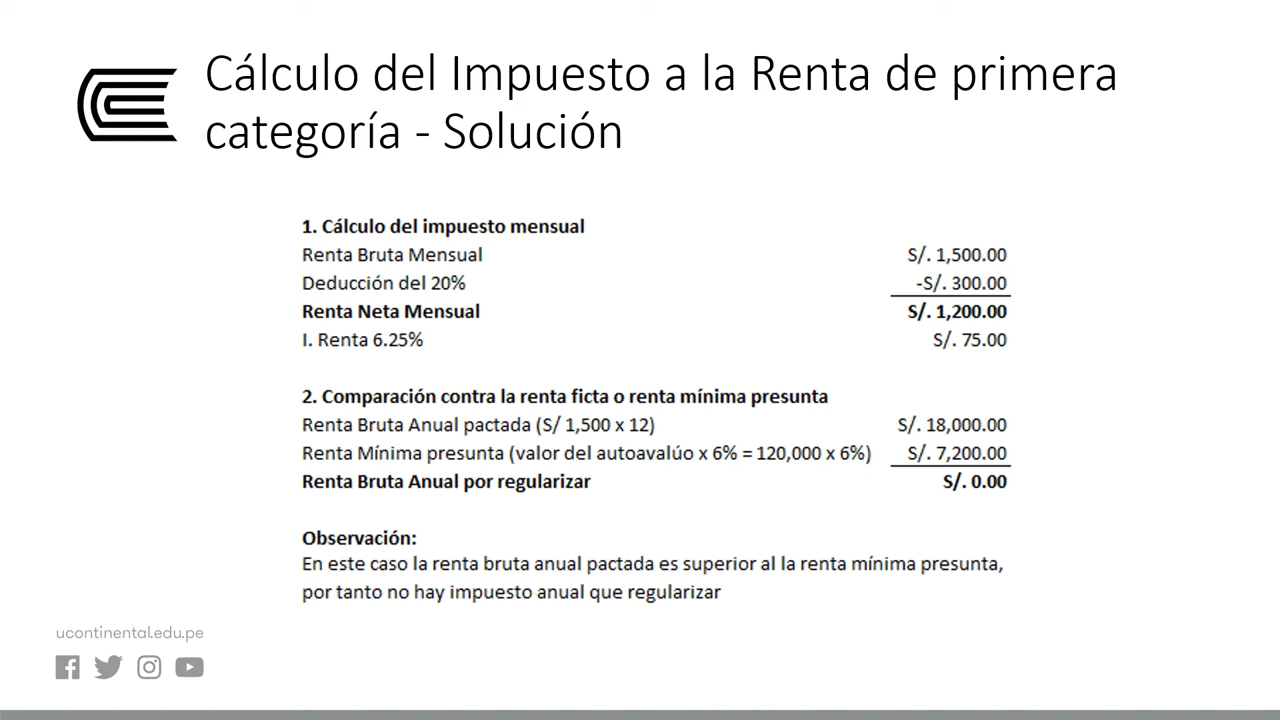 Cálculo del Impuesto a la Renta de primera
categoría - Solución
1. Cálculo del impuesto mensual
Renta Bruta Mensual S/. 1,500.00
Deducción del 20% -S/. 300.00
Renta Neta Mensual S/. 1,200.00
I. Renta 6.25% S/. 75.00
2. Comparación contra la renta ficta o renta mínima presunta
Renta Bruta Anual pactada (S/ 1,500 x 12) S/. 18,000.00
Renta Mínima presunta (valor del autoavalúo x 6% = 120,000 x 6%) S/. 7,200.00
Renta Bruta Anual por regularizar S/. 0.00
Observación:
En este caso la renta bruta anual pactada es superior al la renta mínima presunta,
por tanto no hay impuesto anual que regularizar
ucontinental.edu.pe